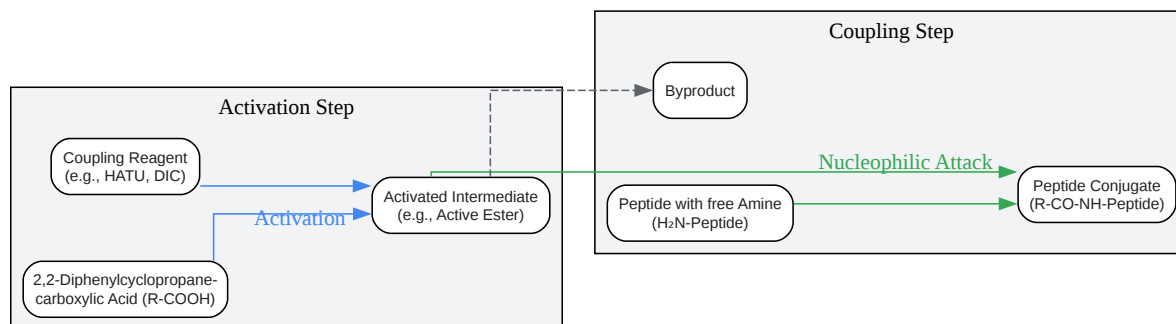 Activation Step
Coupling Reagent
(e.g., HATU, DIC)
2,2-Diphenylcyclopropane-
carboxylic Acid (R-COOH)
Activation
Activated Intermediate
(e.g., Active Ester)
Coupling Step
Byproduct
Nucleophilic Attack
Peptide with free Amine
(H₂N-Peptide)
Peptide Conjugate
(R-CO-NH-Peptide)